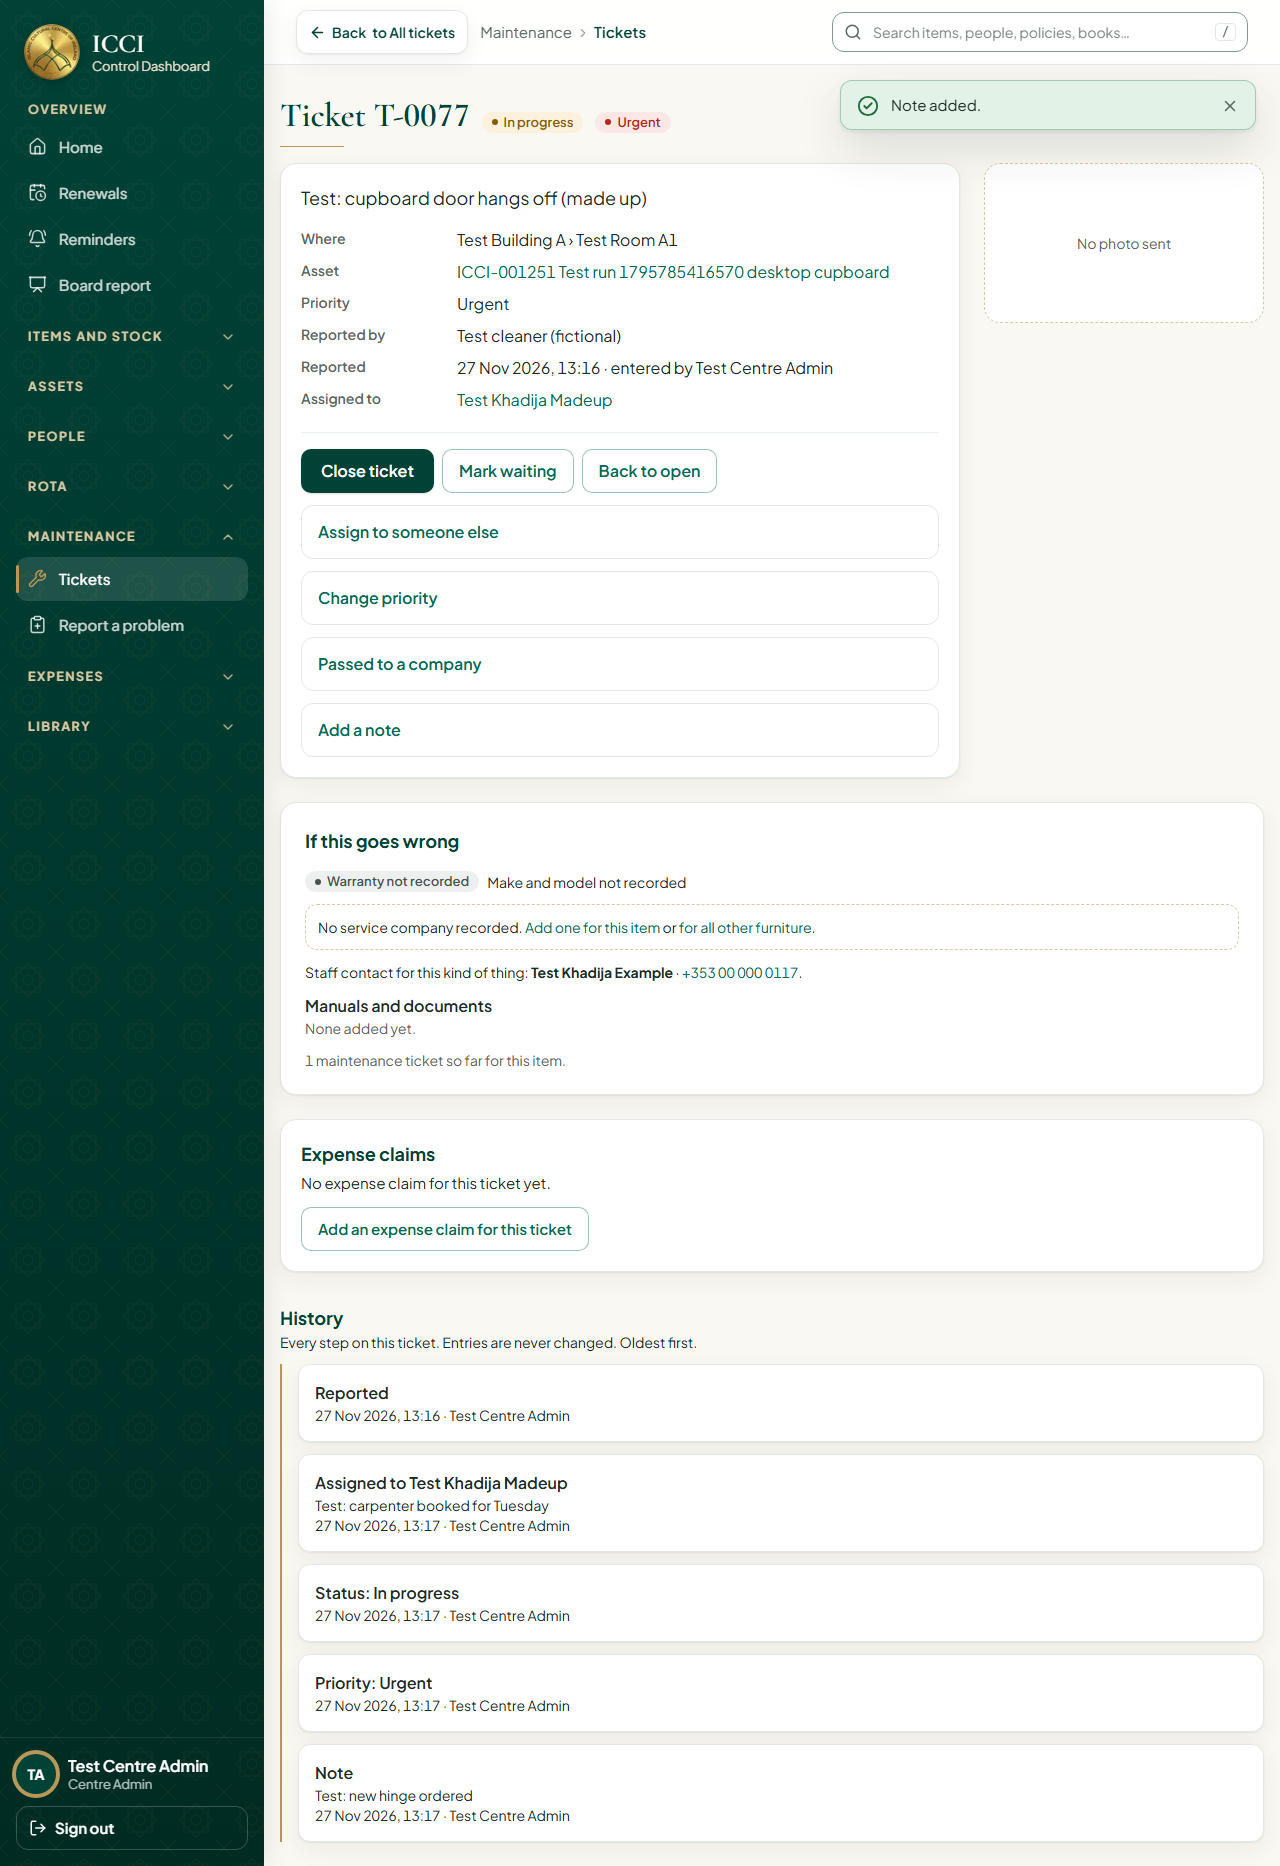 ICCI
Control Dashboard
OVERVIEW
Home
Renewals
Reminders
Board report
ITEMS AND STOCK
ASSETS
PEOPLE
ROTA
MAINTENANCE
Tickets
Report a problem
EXPENSES
LIBRARY
TA
Test Centre Admin
Centre Admin
Sign out
Back to All tickets
Maintenance › Tickets
Search items, people, policies, books…
/
Note added.
Ticket T-0077
In progress
Urgent
Test: cupboard door hangs off (made up)
Where Test Building A › Test Room A1
Asset ICCI-001251 Test run 1795785416570 desktop cupboard
Priority Urgent
Reported by Test cleaner (fictional)
Reported 27 Nov 2026, 13:16 · entered by Test Centre Admin
Assigned to Test Khadija Madeup
Close ticket
Mark waiting
Back to open
Assign to someone else
Change priority
Passed to a company
Add a note
No photo sent
If this goes wrong
Warranty not recorded Make and model not recorded
No service company recorded. Add one for this item or for all other furniture.
Staff contact for this kind of thing: Test Khadija Example · +353 00 000 0117.
Manuals and documents
None added yet.
1 maintenance ticket so far for this item.
Expense claims
No expense claim for this ticket yet.
Add an expense claim for this ticket
History
Every step on this ticket. Entries are never changed. Oldest first.
Reported
27 Nov 2026, 13:16 · Test Centre Admin
Assigned to Test Khadija Madeup
Test: carpenter booked for Tuesday
27 Nov 2026, 13:17 · Test Centre Admin
Status: In progress
27 Nov 2026, 13:17 · Test Centre Admin
Priority: Urgent
27 Nov 2026, 13:17 · Test Centre Admin
Note
Test: new hinge ordered
27 Nov 2026, 13:17 · Test Centre Admin